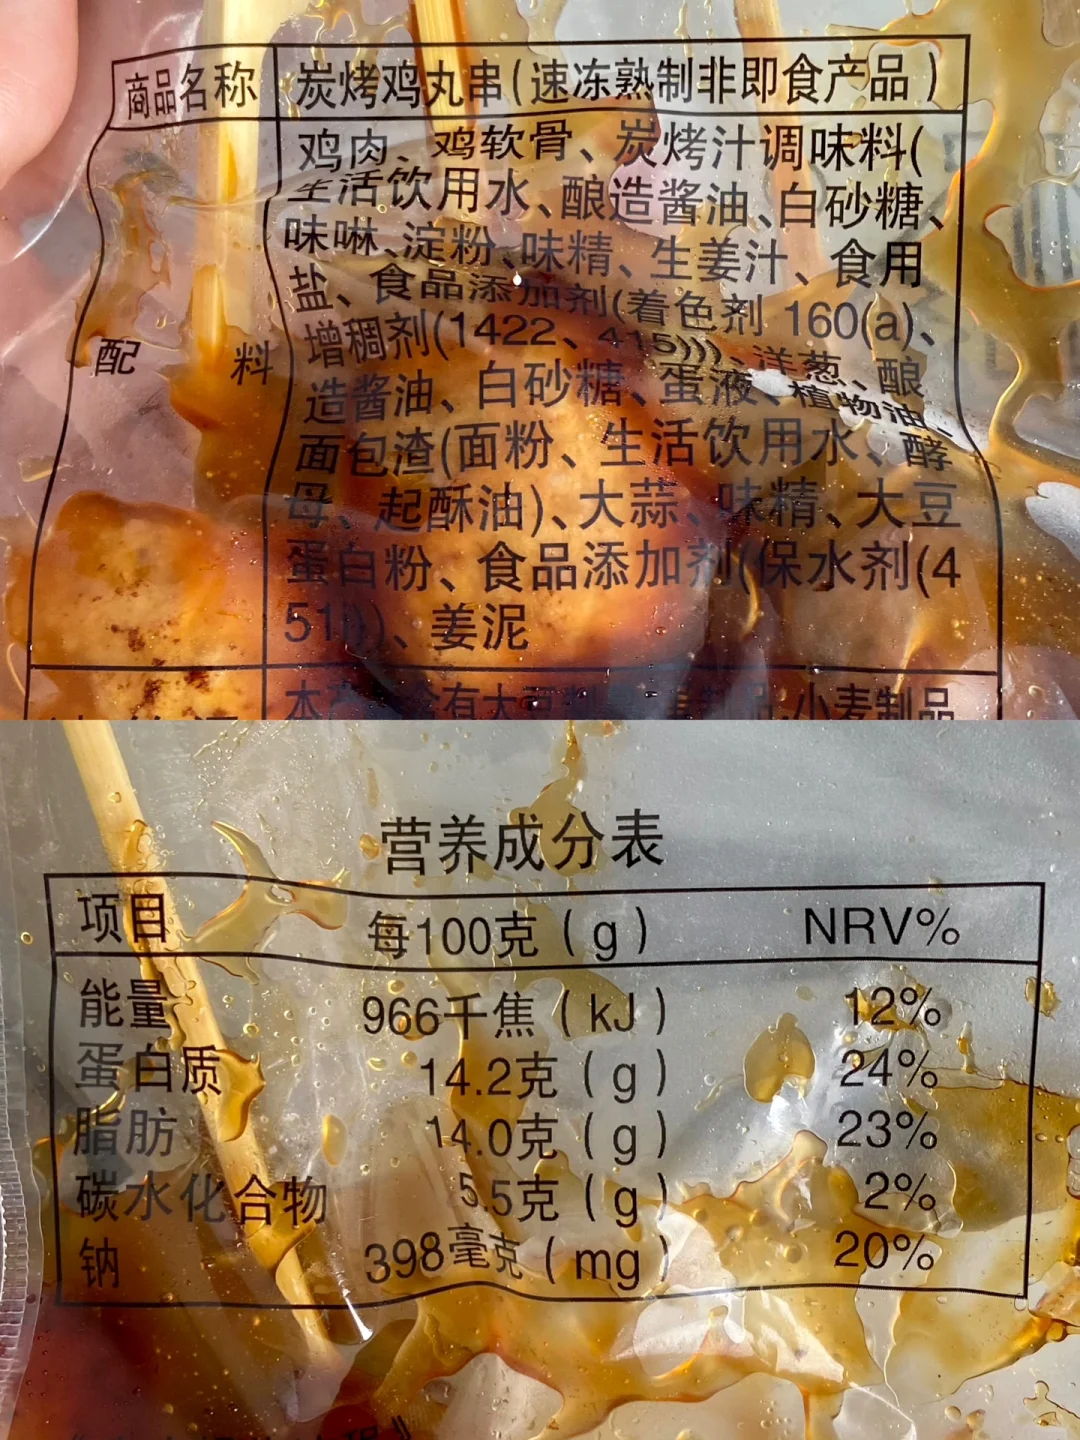 商品名称 炭烤鸡丸串(速冻熟制非即食产品)
配料
鸡肉、鸡软骨、炭烤汁调味料(
生活饮用水、酿造酱油、白砂糖、
味啉、淀粉、味精、生姜汁、食用
盐、食品添加剂(着色剂 160(a)、
增稠剂(1422、415)))、洋葱、酿
造酱油、白砂糖、蛋液、植物油、
面包渣(面粉、生活饮用水、酵
母、起酥油)、大蒜、味精、大豆
蛋白粉、食品添加剂((保水剂(4
51i))、姜泥
小麦制品
营养成分表
项目 每100克(g) NRV%
能量 966千焦(kJ) 12%
蛋白质 14.2克(g) 24%
脂肪 14.0克(g) 23%
碳水化合物 5.5克(g) 2%
钠 398毫克(mg) 20%